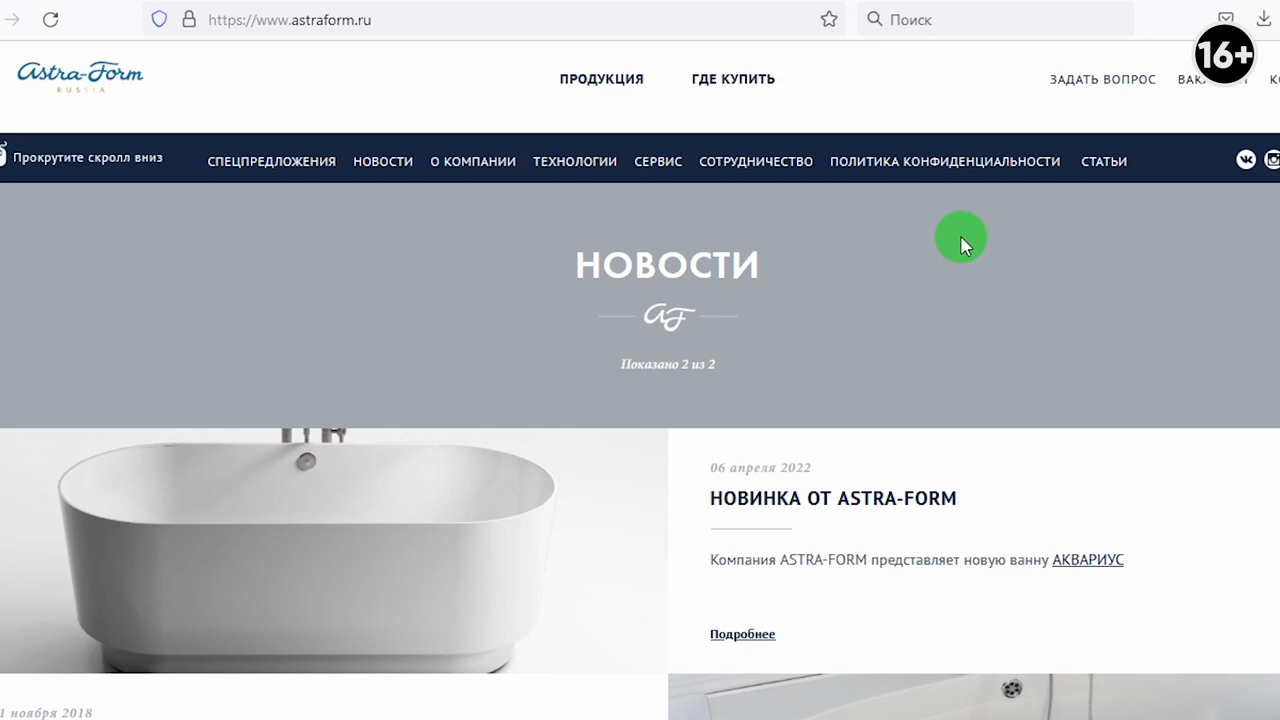 https://www.astraform.ru
Поиск
16+
Astra-Form
RUSSIA
ПРОДУКЦИЯ
ГДЕ КУПИТЬ
ЗАДАТЬ ВОПРОС
Прокрутите скролл вниз
СПЕЦПРЕДЛОЖЕНИЯ НОВОСТИ О КОМПАНИИ ТЕХНОЛОГИИ СЕРВИС СОТРУДНИЧЕСТВО ПОЛИТИКА КОНФИДЕНЦИАЛЬНОСТИ СТАТЬИ
НОВОСТИ
AF
Показано 2 из 2
06 апреля 2022
НОВИНКА ОТ ASTRA-FORM
Компания ASTRA-FORM представляет новую ванну АКВАРИУС
Подробнее
1 ноября 2018